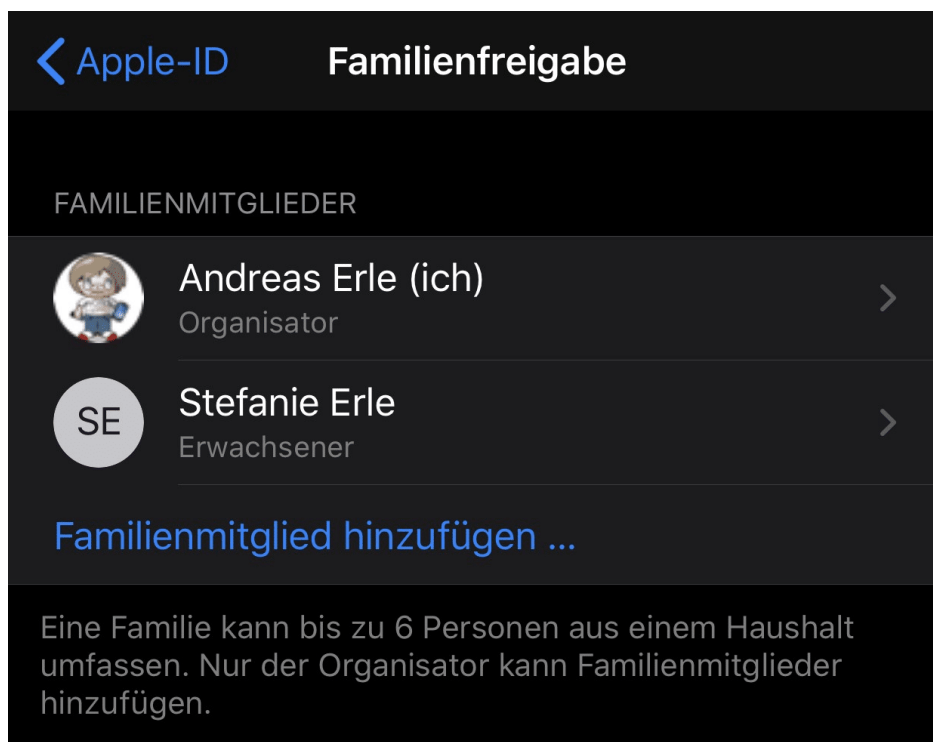 Apple-ID
Familienfreigabe
FAMILIENMITGLIEDER
Andreas Erle (ich)
Organisator
SE
Stefanie Erle
Erwachsener
Familienmitglied hinzufügen ...
Eine Familie kann bis zu 6 Personen aus einem Haushalt
umfassen. Nur der Organisator kann Familienmitglieder
hinzufügen.